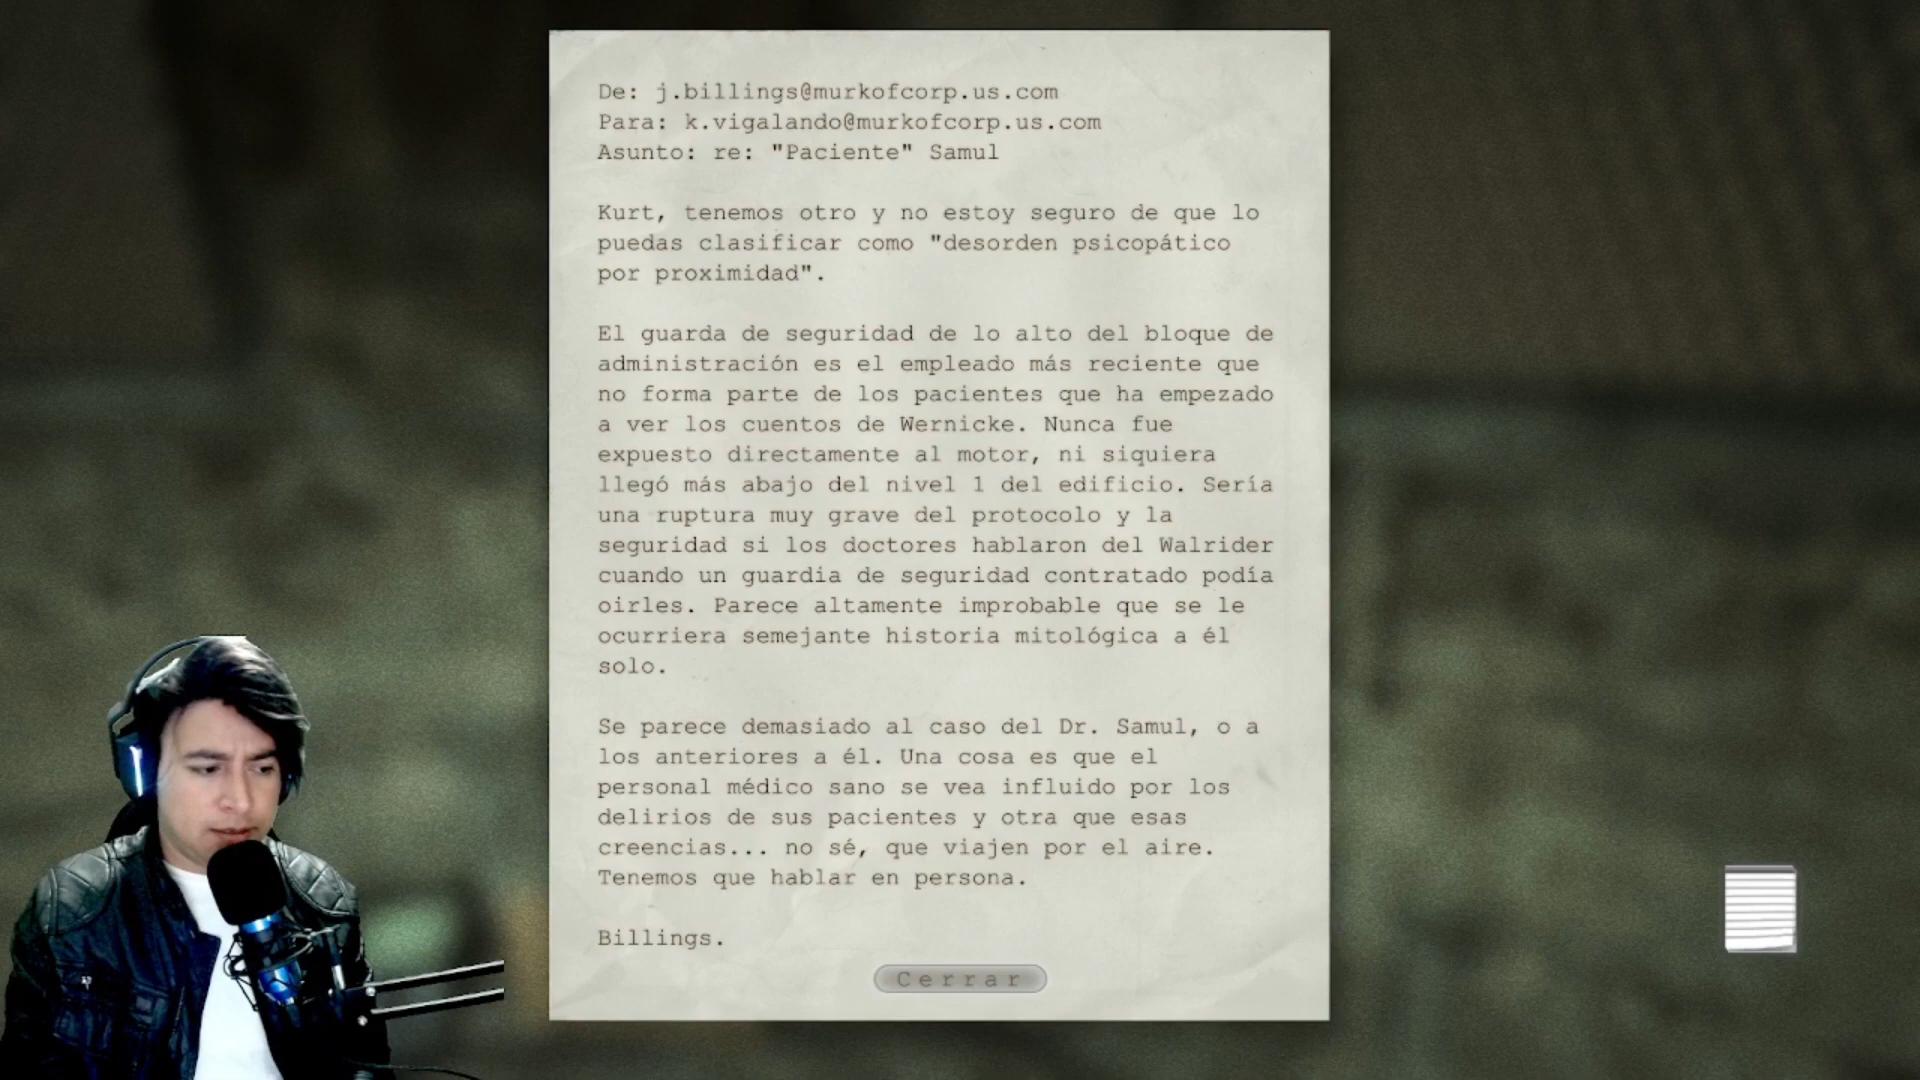 De: j.billings@murkofcorp.us.com
Para: k.vigalando@murkofcorp.us.com
Asunto: re: "Paciente" Samul
Kurt, tenemos otro y no estoy seguro de que lo
puedas clasificar como "desorden psicopático
por proximidad".
El guarda de seguridad de lo alto del bloque de
administración es el empleado más reciente que
no forma parte de los pacientes que ha empezado
a ver los cuentos de Wernicke. Nunca fue
expuesto directamente al motor, ni siquiera
llegó más abajo del nivel 1 del edificio. Sería
una ruptura muy grave del protocolo y la
seguridad si los doctores hablaron del Walrider
cuando un guardia de seguridad contratado podía
oirles. Parece altamente improbable que se le
ocurriera semejante historia mitológica a él
solo.
Se parece demasiado al caso del Dr. Samul, o a
los anteriores a él. Una cosa es que el
personal médico sano se vea influido por los
delirios de sus pacientes y otra que esas
creencias... no sé, que viajen por el aire.
Tenemos que hablar en persona.
Billings.
Cerrar